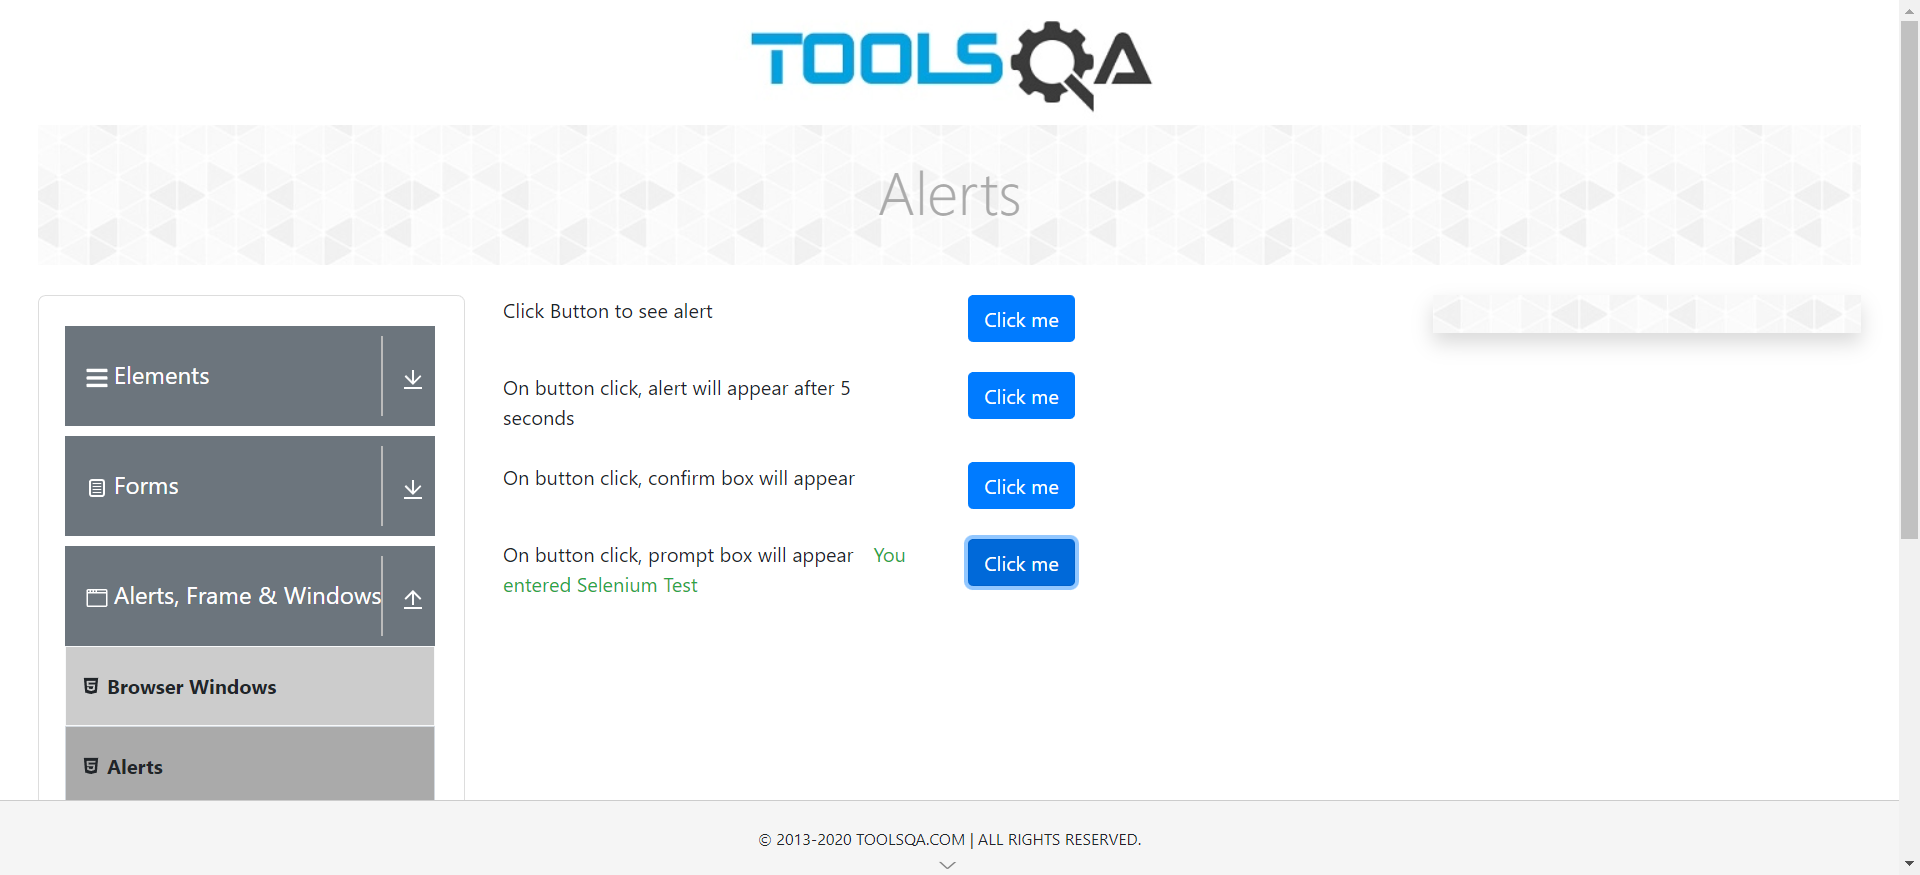 TOOLSQA
Alerts
Elements
Forms
Alerts, Frame & Windows
Browser Windows
Alerts
Click Button to see alert
Click me
On button click, alert will appear after 5
seconds
Click me
On button click, confirm box will appear
Click me
On button click, prompt box will appear You
entered Selenium Test
Click me
© 2013-2020 TOOLSQA.COM | ALL RIGHTS RESERVED.